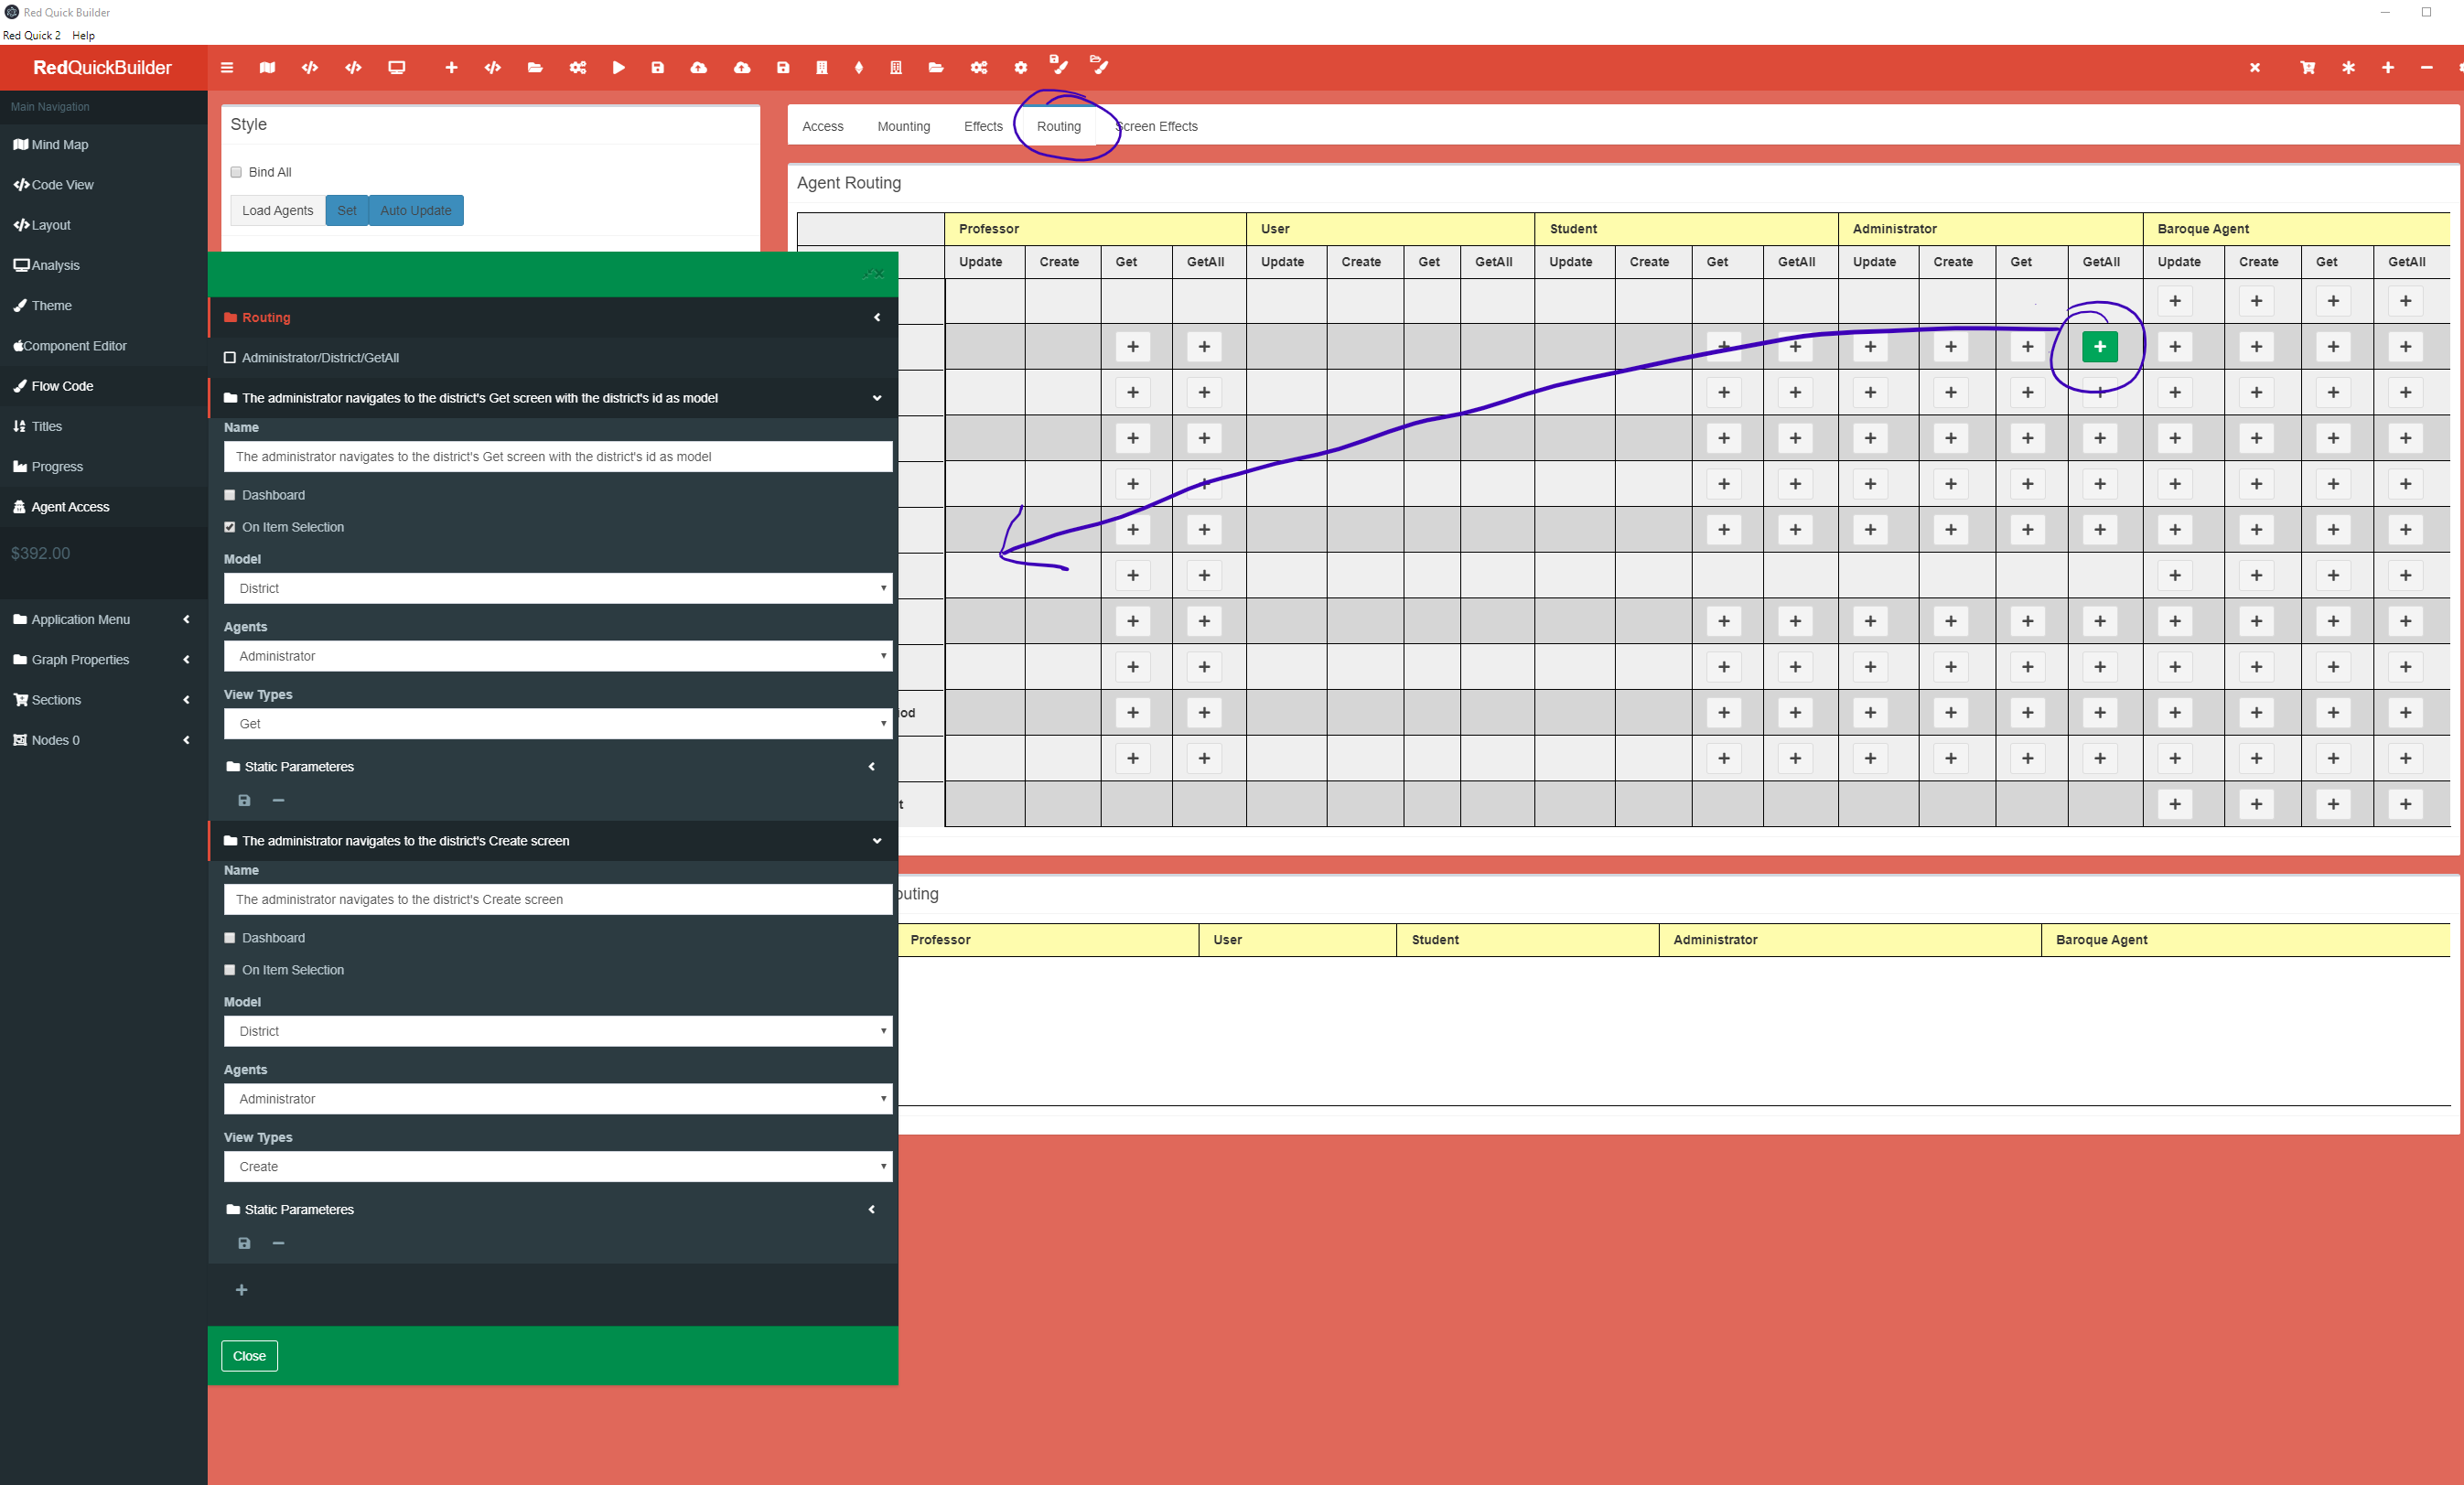 Red Quick Builder
Red Quick 2 Help
RedQuickBuilder
Main Navigation
Mind Map
Code View
Layout
Analysis
Theme
Component Editor
Flow Code
Titles
Progress
Agent Access
$392.00
Application Menu
Graph Properties
Sections
Nodes 0
Style
Bind All
Load Agents Set Auto Update
Routing
Administrator/District/GetAll
The administrator navigates to the district's Get screen with the district's id as model
Name
The administrator navigates to the district's Get screen with the district's id as model
Dashboard
On Item Selection
Model
District
Agents
Administrator
View Types
Get
Static Parameteres
The administrator navigates to the district's Create screen
Name
The administrator navigates to the district's Create screen
Dashboard
On Item Selection
Model
District
Agents
Administrator
View Types
Create
Static Parameteres
Close
Access Mounting Effects Routing Screen Effects
Agent Routing
Professor User Student Administrator Baroque Agent
Update Create Get GetAll Update Create Get GetAll Update Create Get GetAll Update Create Get GetAll Update Create Get GetAll
iod
t
outing
Professor User Student Administrator Baroque Agent